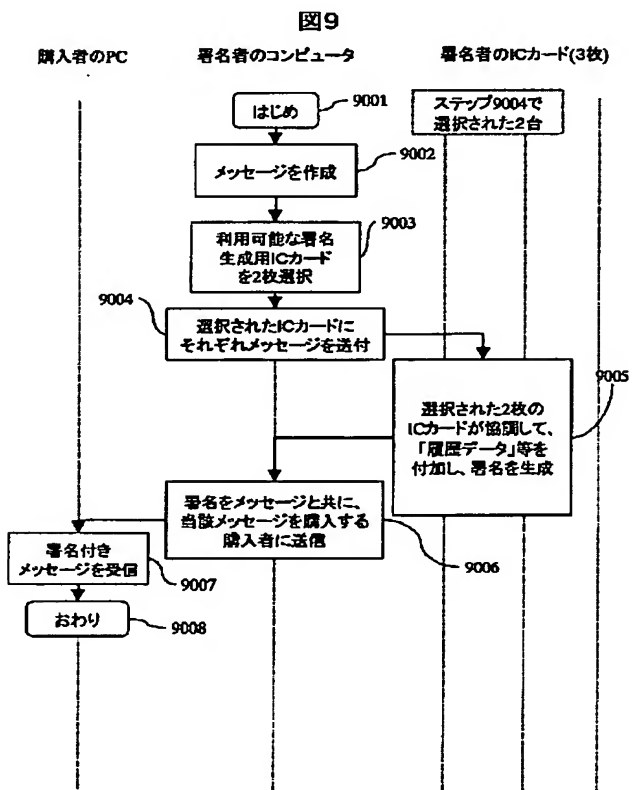 図9
購入者のPC
署名者のコンピュータ
署名者のICカード(3枚)
はじめ
9001
ステップ9004で
選択された2台
メッセージを作成
9002
利用可能な署名
生成用ICカード
を2枚選択
9003
9004
選択されたICカードに
それぞれメッセージを送付
選択された2枚の
ICカードが協調して、
「履歴データ」等を
付加し、署名を生成
9005
署名をメッセージと共に、
当該メッセージを購入する
購入者に送信
9006
署名付き
メッセージを受信
9007
おわり
9008